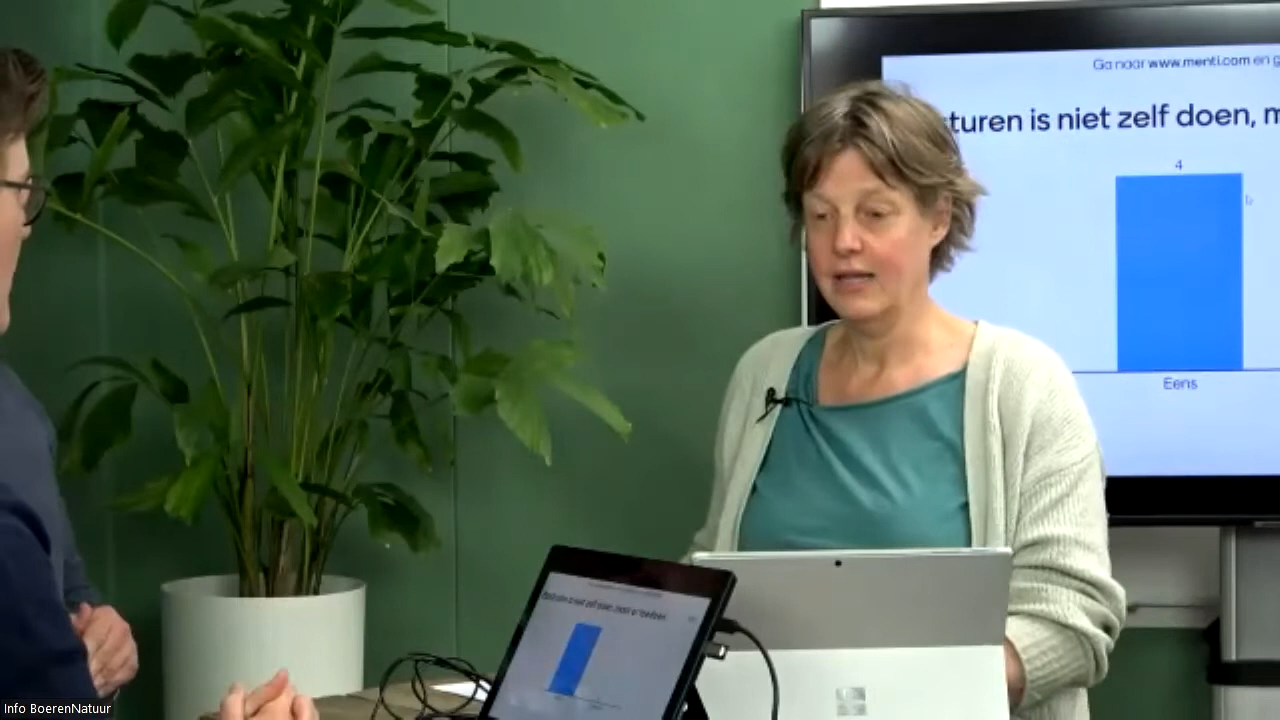 Ga naar www.menti.com en g
sturen is niet zelf doen, m
4
Eens
Info BoerenNatuur